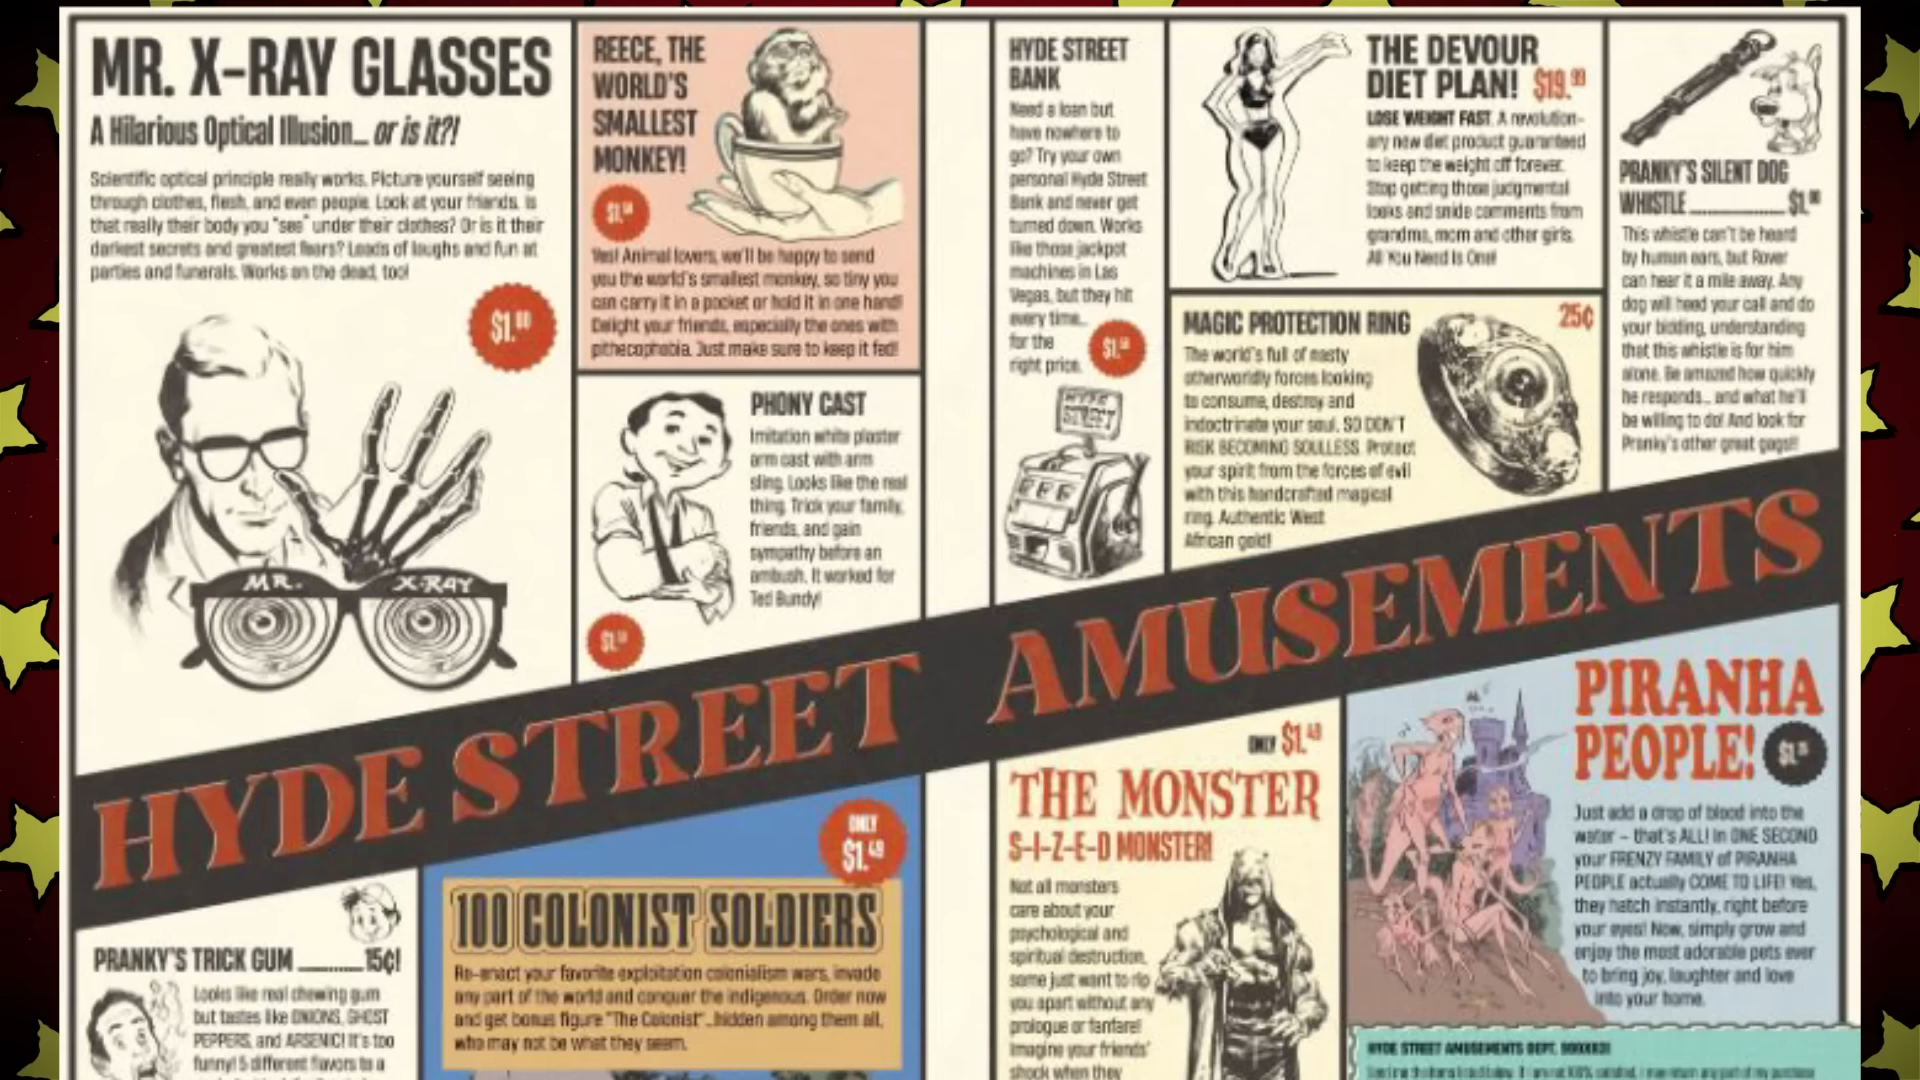 MR. X-RAY GLASSES
A Hilarious Optical Illusion... or is it?!
Scientific optical principle really works. Picture yourself seeing
through clothes, flesh, and even people. Look at your friends. Is
that really their body you "see" under their clothes? Or is it their
darkest secrets and greatest fears? Loads of laughs and fun at
parties and funerals. Works on the dead, too!
$1.00
MR. X-RAY
REECE, THE
WORLD'S
SMALLEST
MONKEY!
Yes! Animal lovers, we'll be happy to send
you the world's smallest monkey, so tiny you
can carry it in a pocket or hold it in one hand!
Delight your friends, especially the ones with
pithecophobia. Just make sure to keep it fed!
PHONY CAST
Imitation white plaster
arm cast with arm
sling. Looks like the real
thing. Trick your family,
friends, and gain
sympathy before an
ambush. It worked for
Ted Bundy!
HYDE STREET
BANK
Need a loan but
have nowhere to
go? Try your own
personal Hyde Street
Bank and never get
turned down. Works
like those jackpot
machines in Las
Vegas, but they hit
every time...
for the
right price.
HYDE
STREET
THE DEVOUR
DIET PLAN! $19.99
LOSE WEIGHT FAST. A revolution-
ary new diet product guaranteed
to keep the weight off forever.
Stop getting those judgmental
looks and snide comments from
grandma, mom and other girls.
All You Need Is One!
MAGIC PROTECTION RING
25¢
The world's full of nasty
otherworldly forces looking
to consume, destroy and
indoctrinate your soul. SO DON'T
RISK BECOMING SOULLESS. Protect
your spirit from the forces of evil
with this handcrafted magical
ring. Authentic West
African gold!
PRANKY'S SILENT DOG
WHISTLE
This whistle can't be heard
by human ears, but Rover
can hear it a mile away. Any
dog will heed your call and do
your bidding, understanding
that this whistle is for him
alone. Be amazed how quickly
he responds... and what he'll
be willing to do! And look for
Pranky's other great gags!!
HYDE STREET AMUSEMENTS
PRANKY'S TRICK GUM 15¢!
Looks like real chewing gum
but tastes like ONIONS, GHOST
PEPPERS, and ARSENIC! It's too
funny! 5 different flavors to a
ONLY
$1.49
100 COLONIST SOLDIERS
Re-enact your favorite exploitation colonialism wars, invade
any part of the world and conquer the indigenous. Order now
and get bonus figure "The Colonist"...hidden among them all,
who may not be what they seem.
ONLY $1.49
THE MONSTER
S-I-Z-E-D MONSTER!
Not all monsters
care about your
psychological and
spiritual destruction,
some just want to rip
you apart without any
prologue or fanfare!
Imagine your friends'
shock when they
PIRANHA
PEOPLE!
Just add a drop of blood into the
water – that's ALL! In ONE SECOND
your FRENZY FAMILY of PIRANHA
PEOPLE actually COME TO LIFE! Yes,
they hatch instantly, right before
your eyes! Now, simply grow and
enjoy the most adorable pets ever
to bring joy, laughter and love
into your home.
HYDE STREET AMUSEMENTS DEPT.